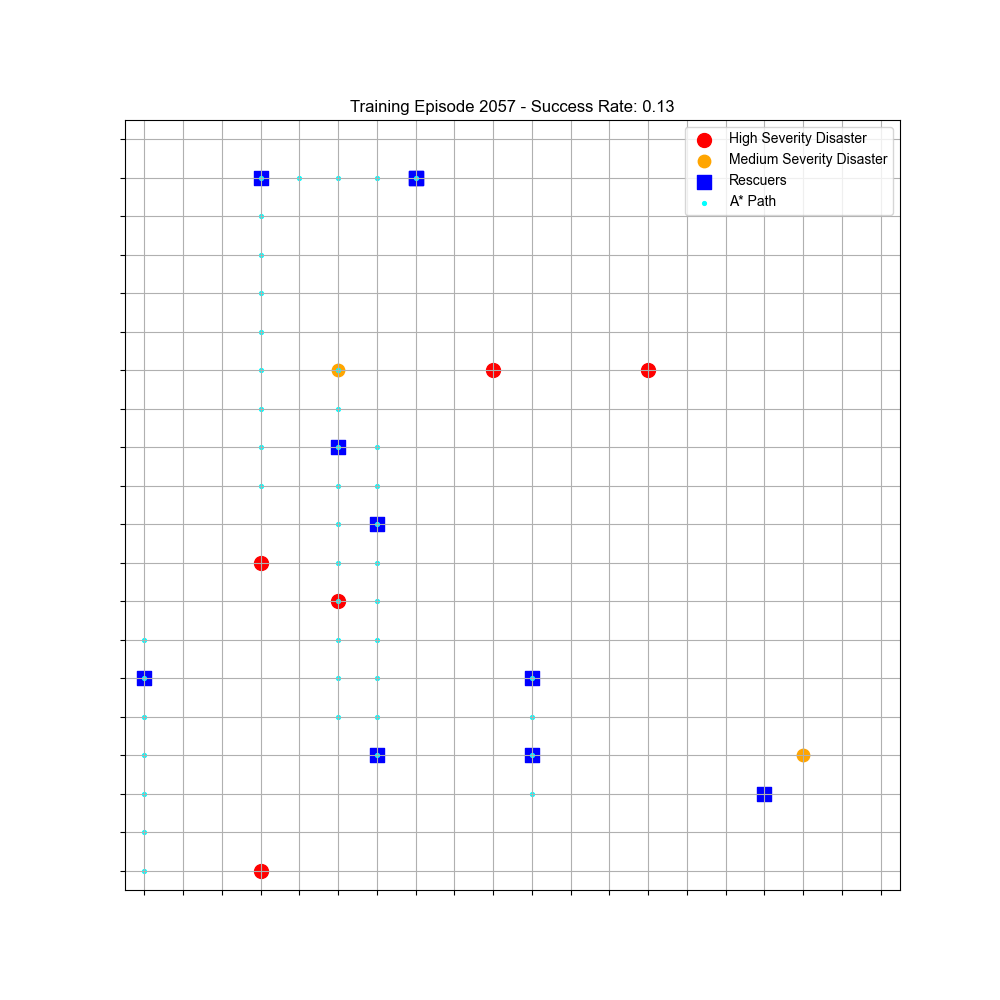 Training Episode 2057 - Success Rate: 0.13
High Severity Disaster
Medium Severity Disaster
Rescuers
A* Path